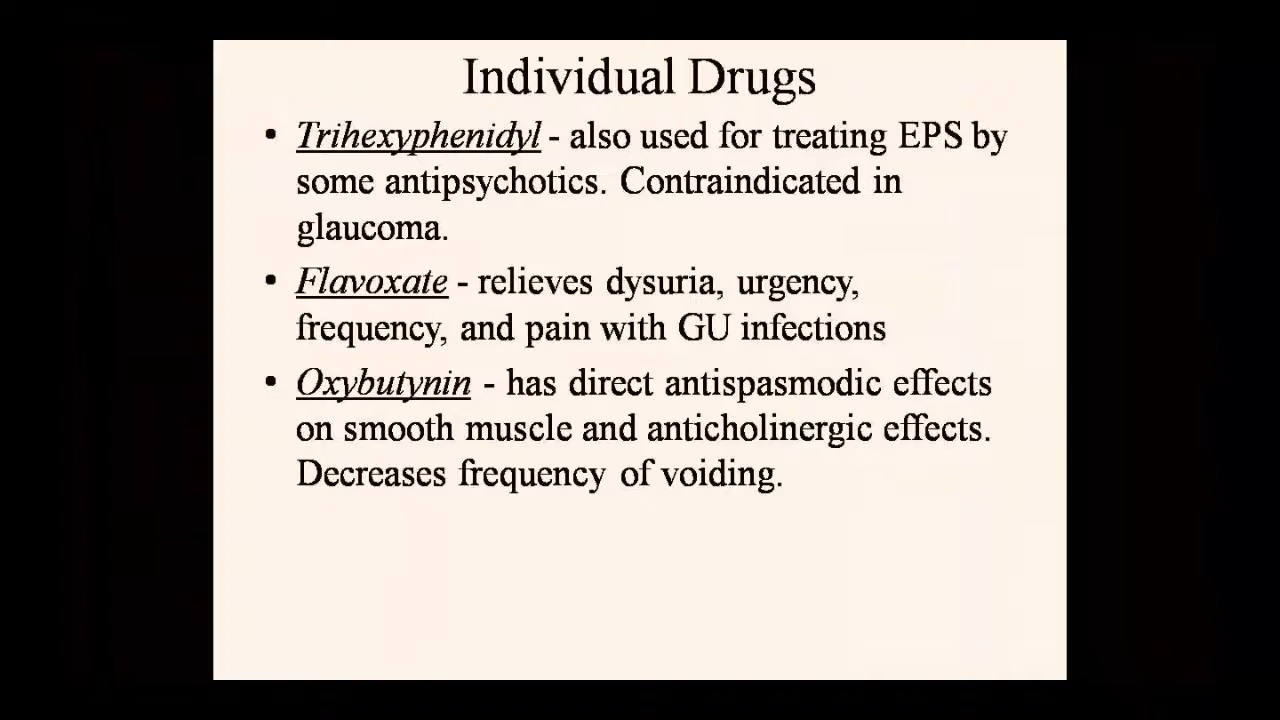 Individual Drugs
• Trihexyphenidyl - also used for treating EPS by
some antipsychotics. Contraindicated in
glaucoma.
• Flavoxate - relieves dysuria, urgency,
frequency, and pain with GU infections
• Oxybutynin - has direct antispasmodic effects
on smooth muscle and anticholinergic effects.
Decreases frequency of voiding.